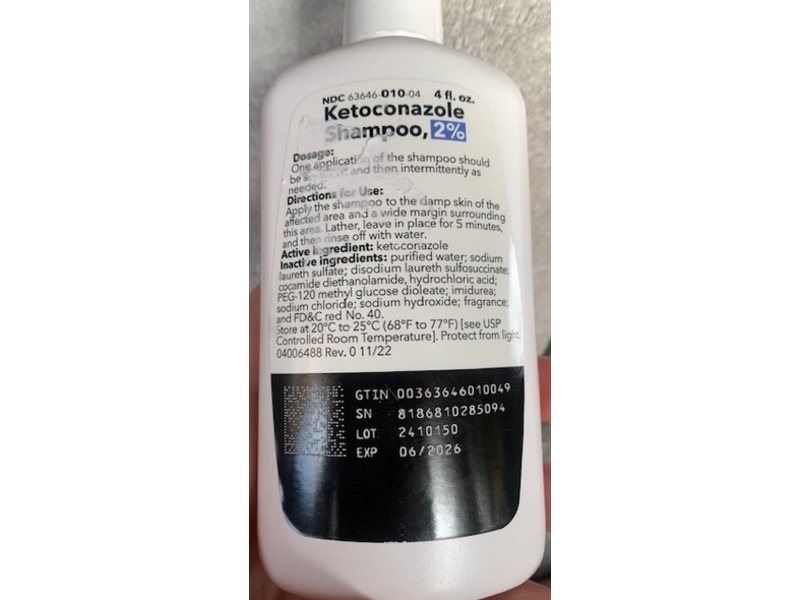 NDC 63646-010-04 4 fl. oz.
Ketoconazole
Shampoo, 2%
Dosage:
One application of the shampoo should
be and then intermittently as
needed.
Directions for Use:
Apply the shampoo to the damp skin of the
affected area and a wide margin surrounding
this area. Lather, leave in place for 5 minutes,
and then rinse off with water.
Active ingredient: ketoconazole
Inactive ingredients: purified water; sodium
laureth sulfate; disodium laureth sulfosuccinate;
cocamide diethanolamide, hydrochloric acid;
PEG-120 methyl glucose dioleate; imidurea;
sodium chloride; sodium hydroxide; fragrance;
and FD&C red No. 40.
Store at 20°C to 25°C (68°F to 77°F) [see USP
Controlled Room Temperature]. Protect from light.
04006488 Rev. 0 11/22
GTIN 00363646010049
SN 8186810285094
LOT 2410150
EXP 06/2026